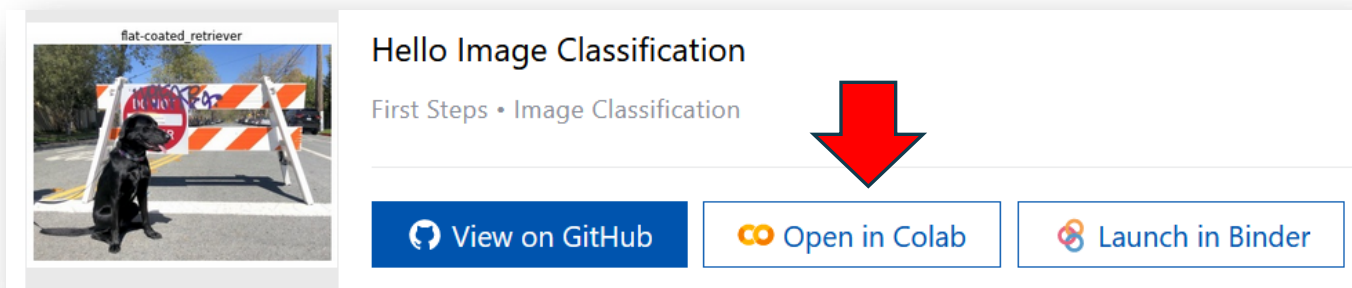 flat-coated_retriever
Hello Image Classification
First Steps • Image Classification
View on GitHub
Open in Colab
Launch in Binder